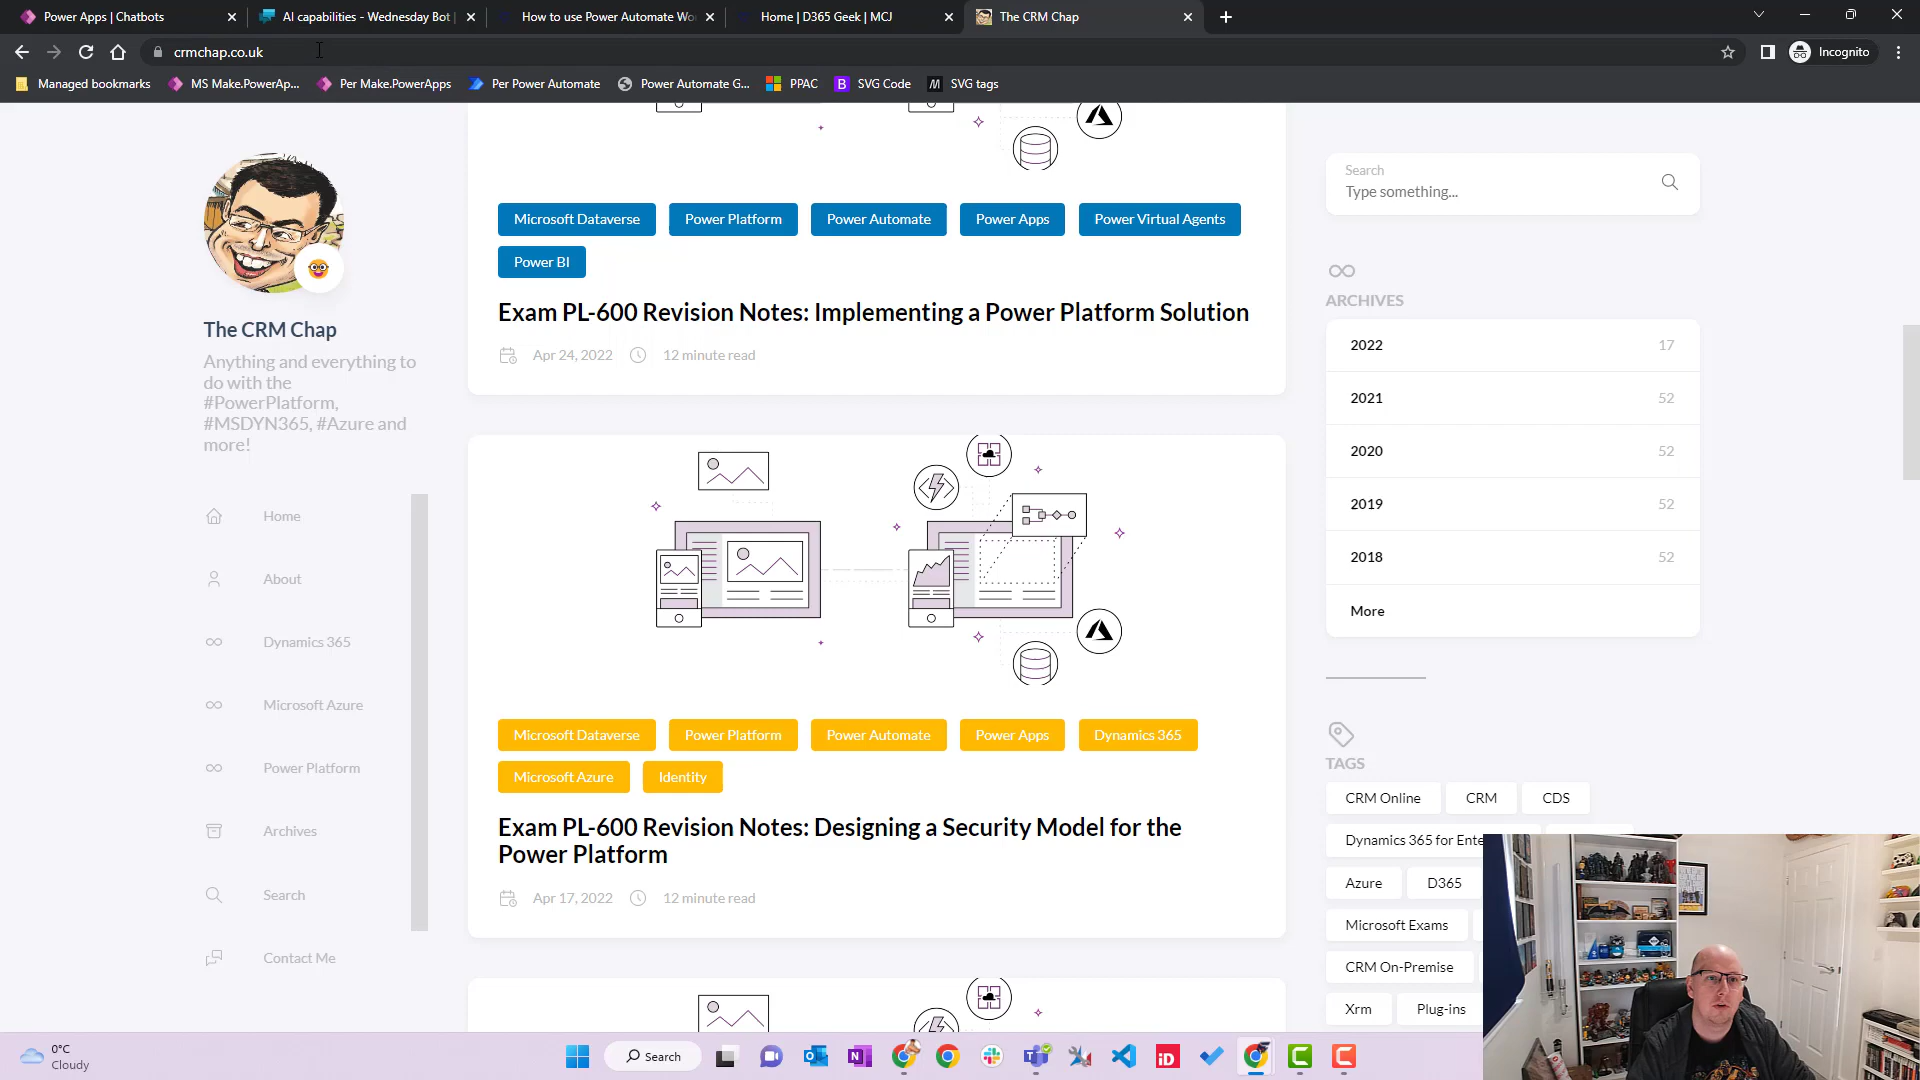 Power Apps | Chatbots
AI capabilities - Wednesday Bot |
How to use Power Automate Wo
Home | D365 Geek | MCJ
The CRM Chap
crmchap.co.uk
Incognito
Managed bookmarks
MS Make.PowerAp...
Per Make.PowerApps
Per Power Automate
Power Automate G...
PPAC
SVG Code
SVG tags
The CRM Chap
Anything and everything to
do with the
#PowerPlatform,
#MSDYN365, #Azure and
more!
Home
About
Dynamics 365
Microsoft Azure
Power Platform
Archives
Search
Contact Me
Microsoft Dataverse
Power Platform
Power Automate
Power Apps
Power Virtual Agents
Power BI
Exam PL-600 Revision Notes: Implementing a Power Platform Solution
Apr 24, 2022
12 minute read
Microsoft Dataverse
Power Platform
Power Automate
Power Apps
Dynamics 365
Microsoft Azure
Identity
Exam PL-600 Revision Notes: Designing a Security Model for the
Power Platform
Apr 17, 2022
12 minute read
Search
Type something...
ARCHIVES
2022 17
2021 52
2020 52
2019 52
2018 52
More
TAGS
CRM Online
CRM
CDS
Dynamics 365 for Ente
Azure
D365
Microsoft Exams
CRM On-Premise
Xrm
Plug-ins
0°C
Cloudy
Search